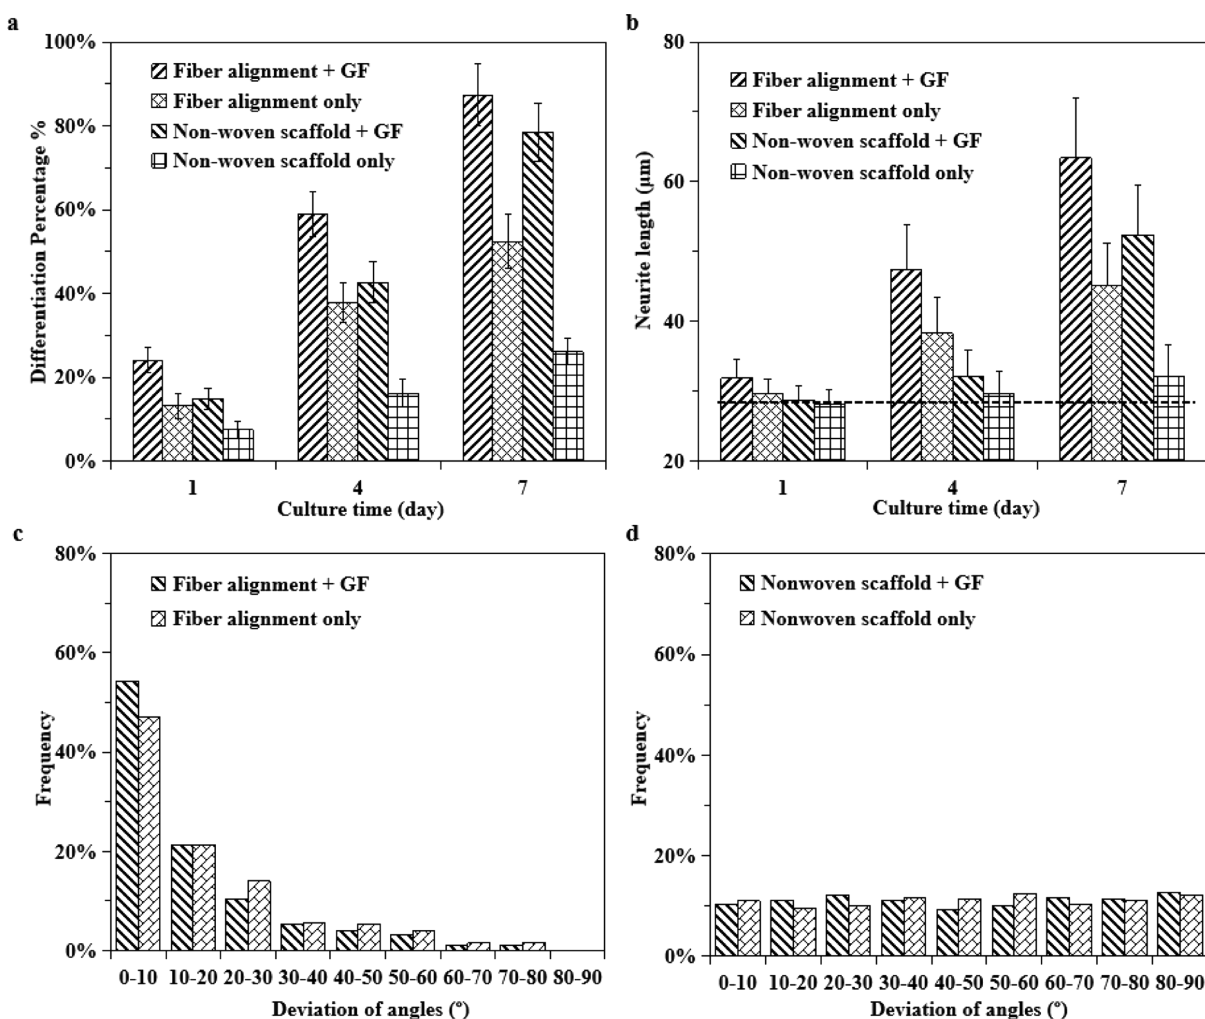 a
100%
80%
60%
40%
20%
0%
Differentiation Percentage %
Fiber alignment + GF
Fiber alignment only
Non-woven scaffold + GF
Non-woven scaffold only
1 4 7
Culture time (day)
b
80
60
40
20
Neurite length (μm)
Fiber alignment + GF
Fiber alignment only
Non-woven scaffold + GF
Non-woven scaffold only
1 4 7
Culture time (day)
c
80%
60%
40%
20%
0%
Frequency
Fiber alignment + GF
Fiber alignment only
0-10 10-20 20-30 30-40 40-50 50-60 60-70 70-80 80-90
Deviation of angles (°)
d
80%
60%
40%
20%
0%
Frequency
Nonwoven scaffold + GF
Nonwoven scaffold only
0-10 10-20 20-30 30-40 40-50 50-60 60-70 70-80 80-90
Deviation of angles (°)